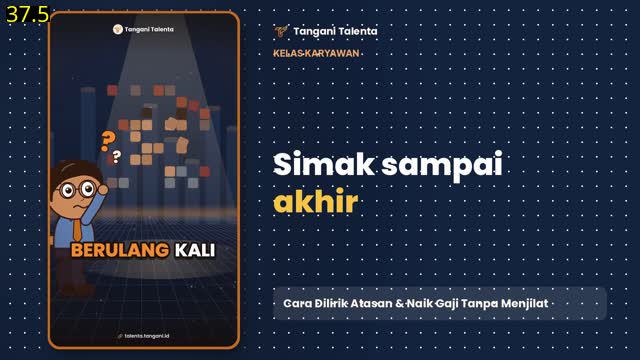 37.5
Tangani Talenta
?
?
BERULANG KALI
talenta.tangani.id
Tangani Talenta
KELAS KARYAWAN
Simak sampai
akhir
Cara Dilirik Atasan & Naik Gaji Tanpa Menjilat